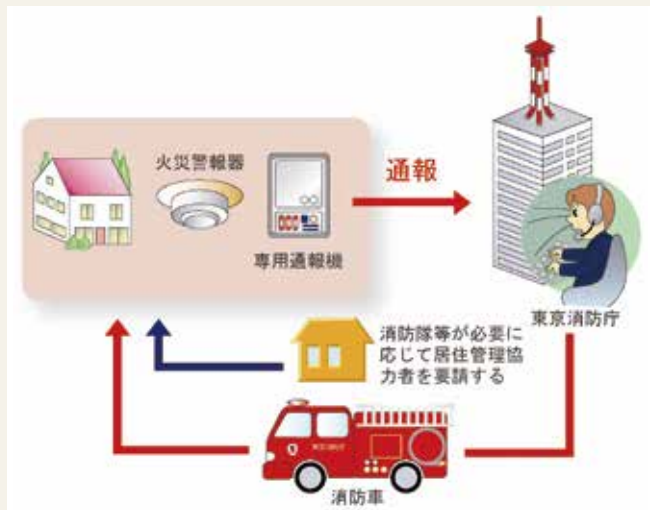 火災警報器
通報
専用通報機
東京消防庁
消防隊等が必要に
応じて居住管理協
力者を要請する
消防車